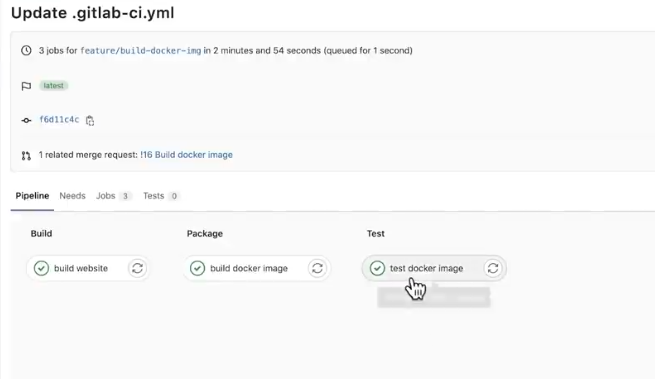 Update .gitlab-ci.yml
3 jobs for feature/build-docker-img in 2 minutes and 54 seconds (queued for 1 second)
latest
f6d11c4c
1 related merge request: !16 Build docker image
Pipeline Needs Jobs 3 Tests 0
Build Package Test
build website build docker image test docker image